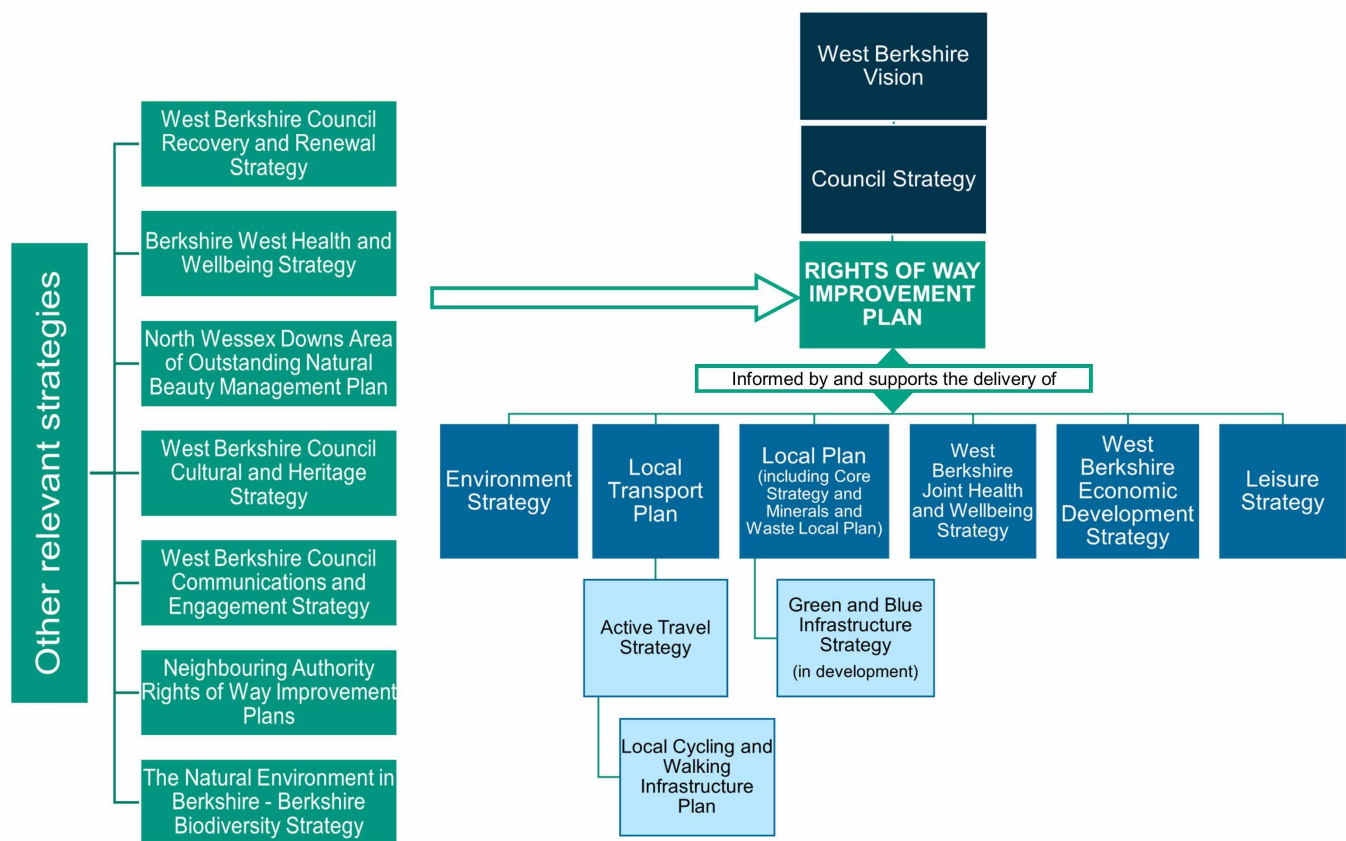 Other relevant strategies
West Berkshire Council
Recovery and Renewal
Strategy
Berkshire West Health and
Wellbeing Strategy
North Wessex Downs Area
of Outstanding Natural
Beauty Management Plan
West Berkshire Council
Cultural and Heritage
Strategy
West Berkshire Council
Communications and
Engagement Strategy
Neighbouring Authority
Rights of Way Improvement
Plans
The Natural Environment in
Berkshire - Berkshire
Biodiversity Strategy
West Berkshire
Vision
Council Strategy
RIGHTS OF WAY
IMPROVEMENT
PLAN
Informed by and supports the delivery of
Environment
Strategy
Local
Transport
Plan
Local Plan
(including Core
Strategy and
Minerals and
Waste Local Plan)
West
Berkshire
Joint Health
and Wellbeing
Strategy
West
Berkshire
Economic
Development
Strategy
Leisure
Strategy
Active Travel
Strategy
Green and Blue
Infrastructure
Strategy
(in development)
Local Cycling and
Walking
Infrastructure
Plan